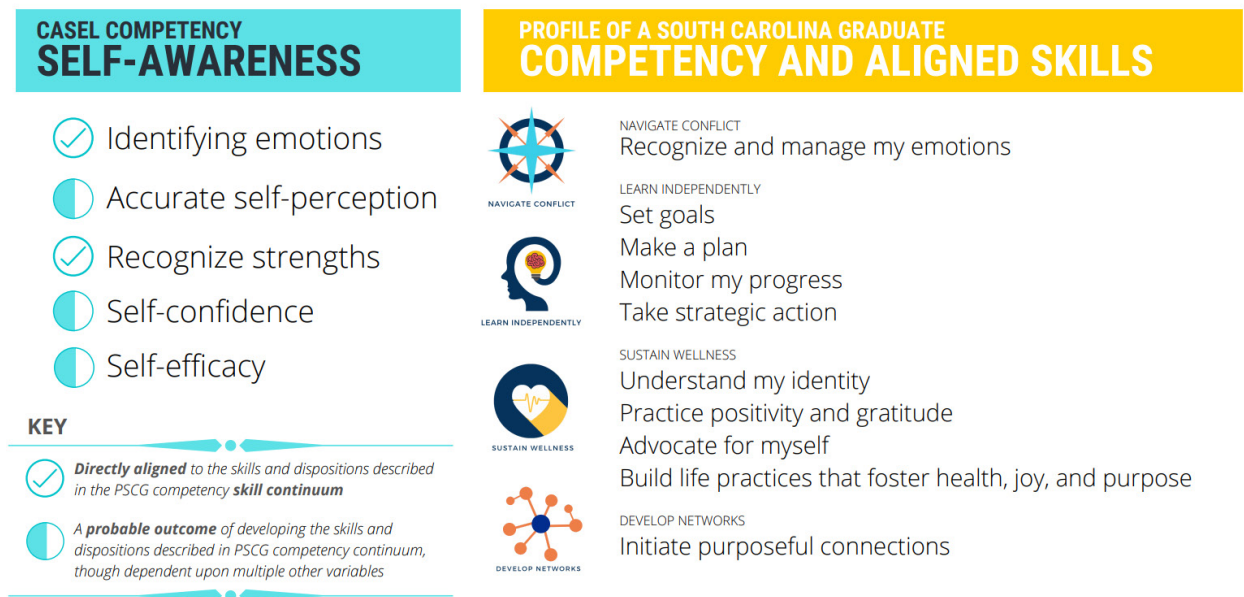 CASEL COMPETENCY
SELF-AWARENESS
Identifying emotions
Accurate self-perception
Recognize strengths
Self-confidence
Self-efficacy
KEY
Directly aligned to the skills and dispositions described
in the PSCG competency skill continuum
A probable outcome of developing the skills and
dispositions described in PSCG competency continuum,
though dependent upon multiple other variables
PROFILE OF A SOUTH CAROLINA GRADUATE
COMPETENCY AND ALIGNED SKILLS
NAVIGATE CONFLICT
NAVIGATE CONFLICT
Recognize and manage my emotions
LEARN INDEPENDENTLY
LEARN INDEPENDENTLY
Set goals
Make a plan
Monitor my progress
Take strategic action
SUSTAIN WELLNESS
SUSTAIN WELLNESS
Understand my identity
Practice positivity and gratitude
Advocate for myself
Build life practices that foster health, joy, and purpose
DEVELOP NETWORKS
DEVELOP NETWORKS
Initiate purposeful connections